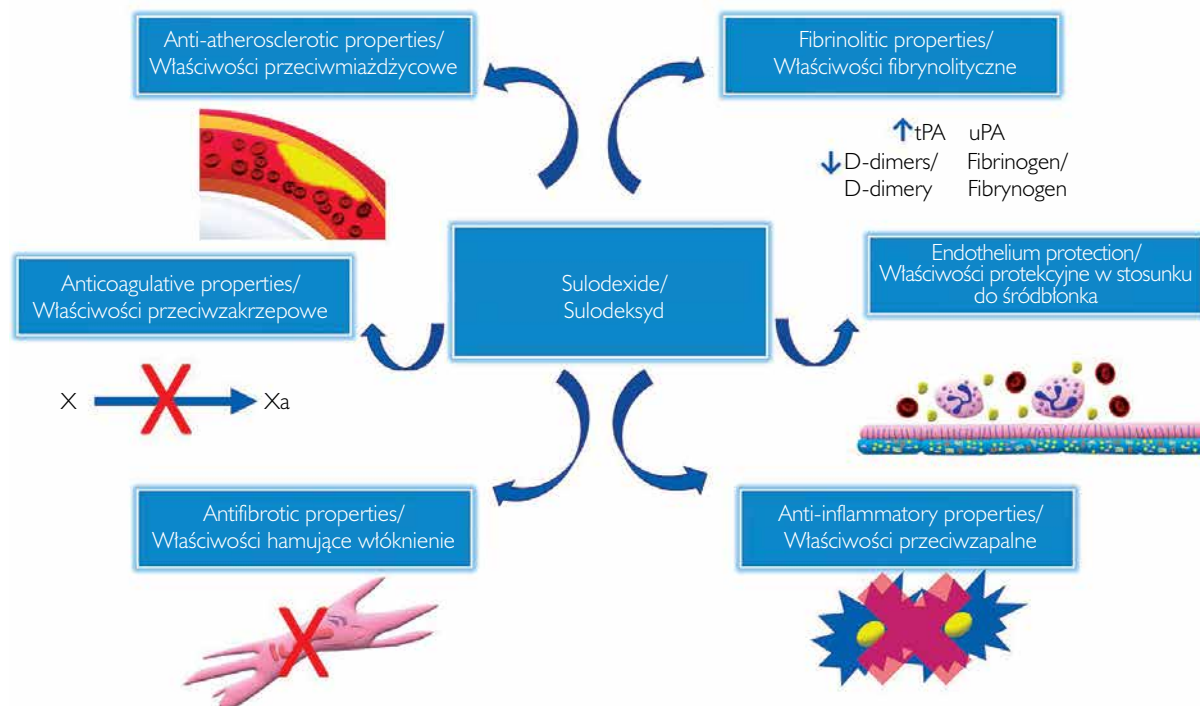 Anti-atherosclerotic properties/
Właściwości przeciwmiażdżycowe
Fibrinolitic properties/
Właściwości fibrynolityczne
↑tPA uPA
↓D-dimers/ Fibrinogen/
D-dimery Fibrynogen
Anticoagulative properties/
Właściwości przeciwzakrzepowe
Sulodexide/
Sulodeksyd
Endothelium protection/
Właściwości protekcyjne w stosunku
do śródbłonka
X Xa
Antifibrotic properties/
Właściwości hamujące włóknienie
Anti-inflammatory properties/
Właściwości przeciwzapalne